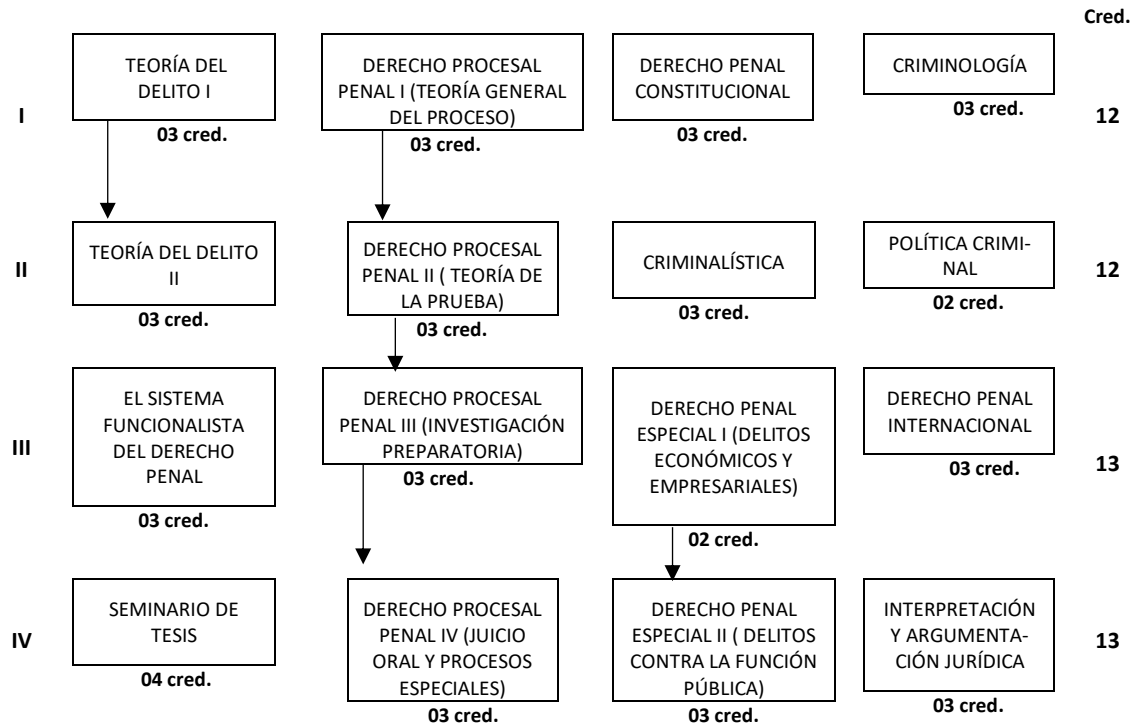 Cred.
I
TEORÍA DEL
DELITO I
03 cred.
DERECHO PROCESAL
PENAL I (TEORÍA GENERAL
DEL PROCESO)
03 cred.
DERECHO PENAL
CONSTITUCIONAL
03 cred.
CRIMINOLOGÍA
03 cred.
12
II
TEORÍA DEL DELITO
II
03 cred.
DERECHO PROCESAL
PENAL II ( TEORÍA DE
LA PRUEBA)
03 cred.
CRIMINALÍSTICA
03 cred.
POLÍTICA CRIMI-
NAL
02 cred.
12
III
EL SISTEMA
FUNCIONALISTA
DEL DERECHO
PENAL
03 cred.
DERECHO PROCESAL
PENAL III (INVESTIGACIÓN
PREPARATORIA)
03 cred.
DERECHO PENAL
ESPECIAL I (DELITOS
ECONÓMICOS Y
EMPRESARIALES)
02 cred.
DERECHO PENAL
INTERNACIONAL
03 cred.
13
IV
SEMINARIO DE
TESIS
04 cred.
DERECHO PROCESAL
PENAL IV (JUICIO
ORAL Y PROCESOS
ESPECIALES)
03 cred.
DERECHO PENAL
ESPECIAL II ( DELITOS
CONTRA LA FUNCIÓN
PÚBLICA)
03 cred.
INTERPRETACIÓN
Y ARGUMENTA-
CIÓN JURÍDICA
03 cred.
13